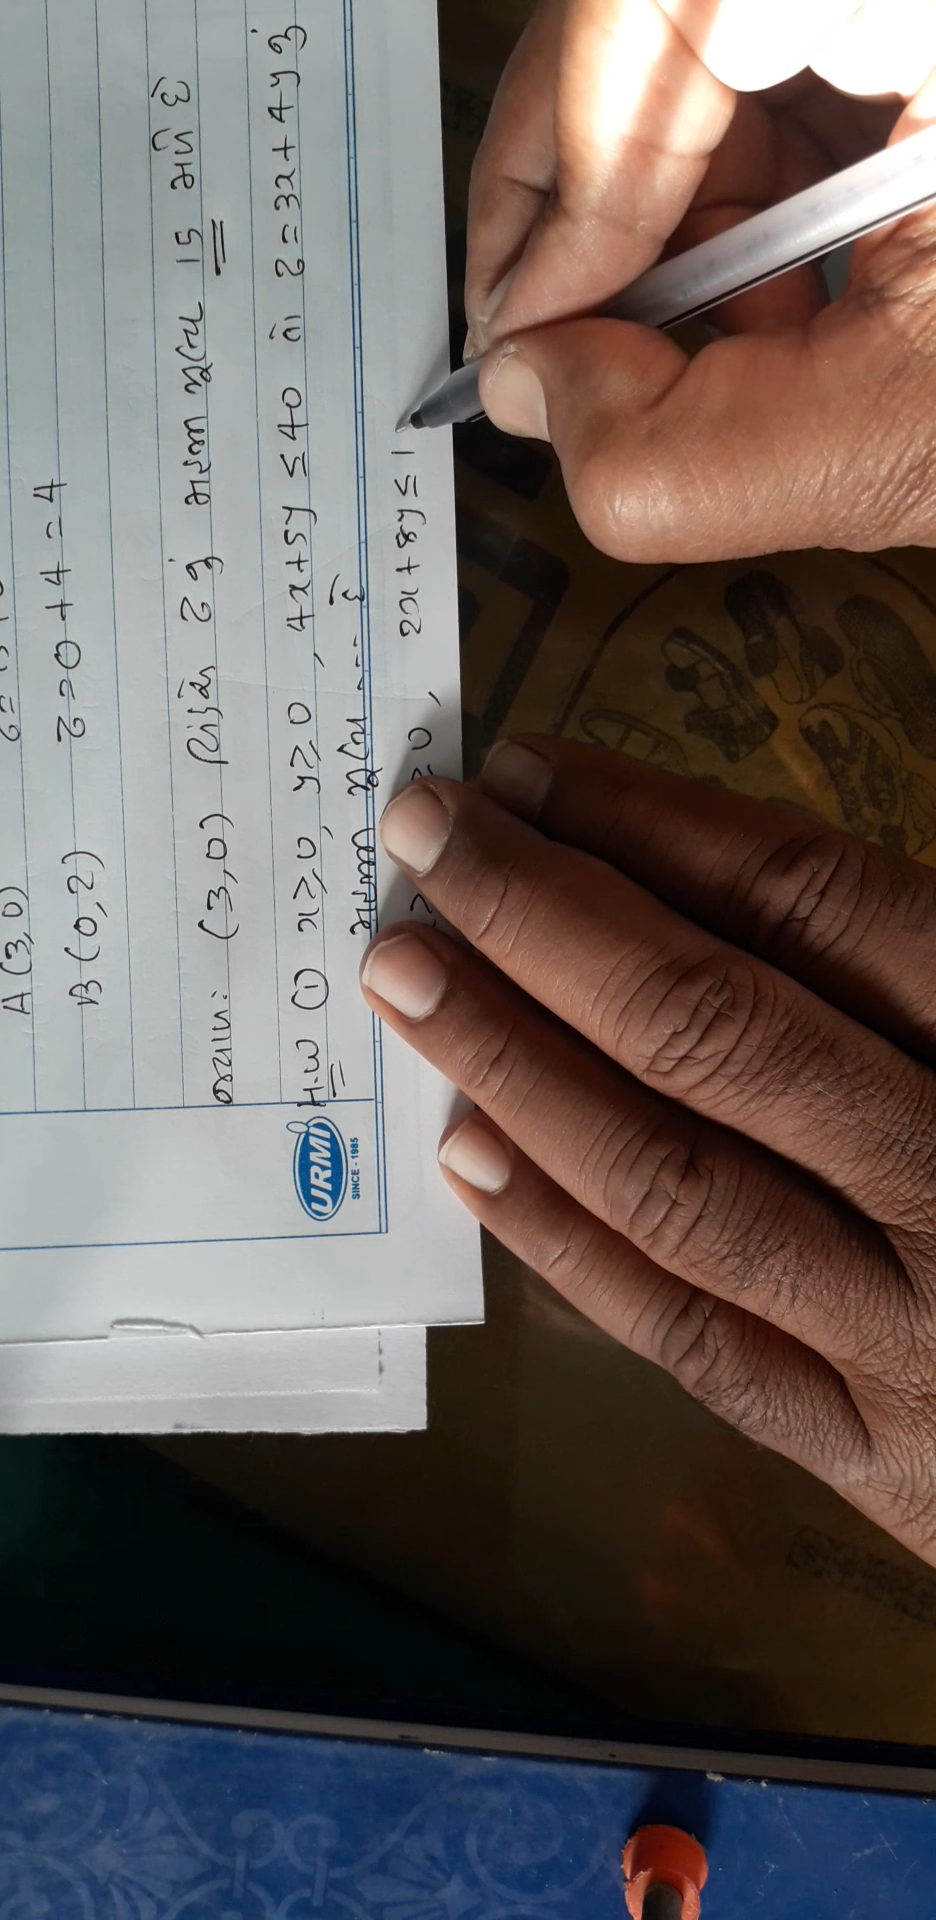 A (3,0)
B (0,2) z=0+4=4
જવાબ: (3,0) બિંદુએ z નું મહત્તમ મૂલ્ય 15 મળે છે
H.W ① x≥0, y≥0, 4x+5y ≤ 40 તો z=3x+4y નું
મહત્તમ મૂલ્ય --- છે
≥0, 2x+8y≤1
URMI
SINCE - 1985